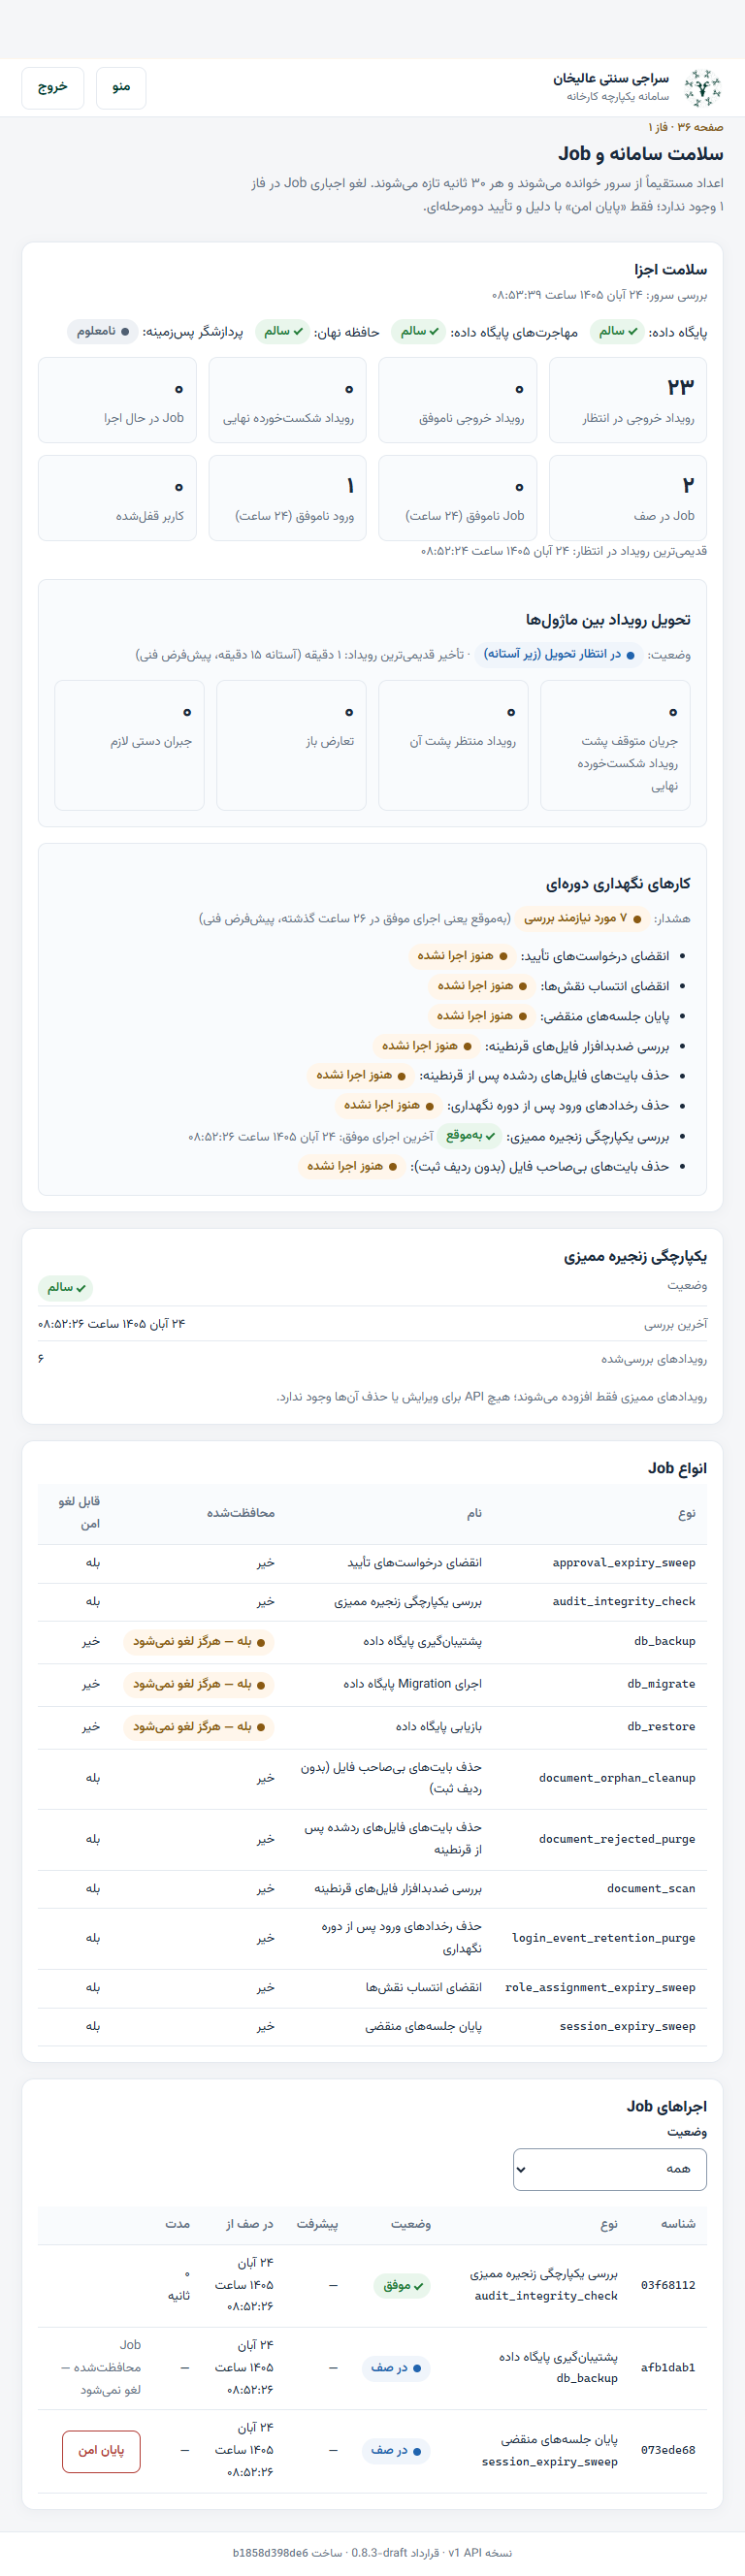 سراجی سنتی عالیخان
سامانه یکپارچه کارخانه
منو
خروج
صفحه ۳۶ · فاز ۱
سلامت سامانه و Job
اعداد مستقیماً از سرور خوانده می‌شوند و هر ۳۰ ثانیه تازه می‌شوند. لغو اجباری Job در فاز
۱ وجود ندارد؛ فقط «پایان امن» با دلیل و تأیید دومرحله‌ای.
سلامت اجزا
بررسی سرور: ۲۴ آبان ۱۴۰۵ ساعت ۰۸:۵۳:۳۹
پایگاه داده: سالم مهاجرت‌های پایگاه داده: سالم حافظه نهان: سالم پردازشگر پس‌زمینه: نامعلوم
۲۳
رویداد خروجی در انتظار
۰
رویداد خروجی ناموفق
۰
رویداد شکست‌خورده نهایی
۰
Job در حال اجرا
۲
Job در صف
۰
Job ناموفق (۲۴ ساعت)
۱
ورود ناموفق (۲۴ ساعت)
۰
کاربر قفل‌شده
قدیمی‌ترین رویداد در انتظار: ۲۴ آبان ۱۴۰۵ ساعت ۰۸:۵۲:۲۴
تحویل رویداد بین ماژول‌ها
وضعیت: در انتظار تحویل (زیر آستانه) · تأخیر قدیمی‌ترین رویداد: ۱ دقیقه (آستانه ۱۵ دقیقه، پیش‌فرض فنی)
۰
جریان متوقف پشت
رویداد شکست‌خورده
نهایی
۰
رویداد منتظر پشت آن
۰
تعارض باز
۰
جبران دستی لازم
کارهای نگهداری دوره‌ای
هشدار: ۷ مورد نیازمند بررسی (به‌موقع یعنی اجرای موفق در ۲۶ ساعت گذشته، پیش‌فرض فنی)
انقضای درخواست‌های تأیید: هنوز اجرا نشده
انقضای انتساب نقش‌ها: هنوز اجرا نشده
پایان جلسه‌های منقضی: هنوز اجرا نشده
بررسی ضدبدافزار فایل‌های قرنطینه: هنوز اجرا نشده
حذف بایت‌های فایل‌های ردشده پس از قرنطینه: هنوز اجرا نشده
حذف رخدادهای ورود پس از دوره نگهداری: هنوز اجرا نشده
بررسی یکپارچگی زنجیره ممیزی: به‌موقع آخرین اجرای موفق: ۲۴ آبان ۱۴۰۵ ساعت ۰۸:۵۲:۲۶
حذف بایت‌های بی‌صاحب فایل (بدون ردیف ثبت): هنوز اجرا نشده
یکپارچگی زنجیره ممیزی
وضعیت سالم
آخرین بررسی ۲۴ آبان ۱۴۰۵ ساعت ۰۸:۵۲:۲۶
رویدادهای بررسی‌شده ۶
رویدادهای ممیزی فقط افزوده می‌شوند؛ هیچ API برای ویرایش یا حذف آن‌ها وجود ندارد.
انواع Job
نوع نام محافظت‌شده قابل لغو
امن
approval_expiry_sweep انقضای درخواست‌های تأیید خیر بله
audit_integrity_check بررسی یکپارچگی زنجیره ممیزی خیر بله
db_backup پشتیبان‌گیری پایگاه داده بله — هرگز لغو نمی‌شود خیر
db_migrate اجرای Migration پایگاه داده بله — هرگز لغو نمی‌شود خیر
db_restore بازیابی پایگاه داده بله — هرگز لغو نمی‌شود خیر
document_orphan_cleanup حذف بایت‌های بی‌صاحب فایل (بدون
ردیف ثبت) خیر بله
document_rejected_purge حذف بایت‌های فایل‌های ردشده پس
از قرنطینه خیر بله
document_scan بررسی ضدبدافزار فایل‌های قرنطینه خیر بله
login_event_retention_purge حذف رخدادهای ورود پس از دوره
نگهداری خیر بله
role_assignment_expiry_sweep انقضای انتساب نقش‌ها خیر بله
session_expiry_sweep پایان جلسه‌های منقضی خیر بله
اجراهای Job
وضعیت
همه
شناسه نوع وضعیت پیشرفت در صف از مدت
03f68112 بررسی یکپارچگی زنجیره ممیزی
audit_integrity_check موفق — ۲۴ آبان
۱۴۰۵ ساعت
۰۸:۵۲:۲۶ ۰
ثانیه
afb1dab1 پشتیبان‌گیری پایگاه داده
db_backup در صف — ۲۴ آبان
۱۴۰۵ ساعت
۰۸:۵۲:۲۶ — Job
محافظت‌شده —
لغو نمی‌شود
073ede68 پایان جلسه‌های منقضی
session_expiry_sweep در صف — ۲۴ آبان
۱۴۰۵ ساعت
۰۸:۵۲:۲۶ — پایان امن
نسخه API v1 · قرارداد 0.8.3-draft · ساخت b1858d398de6